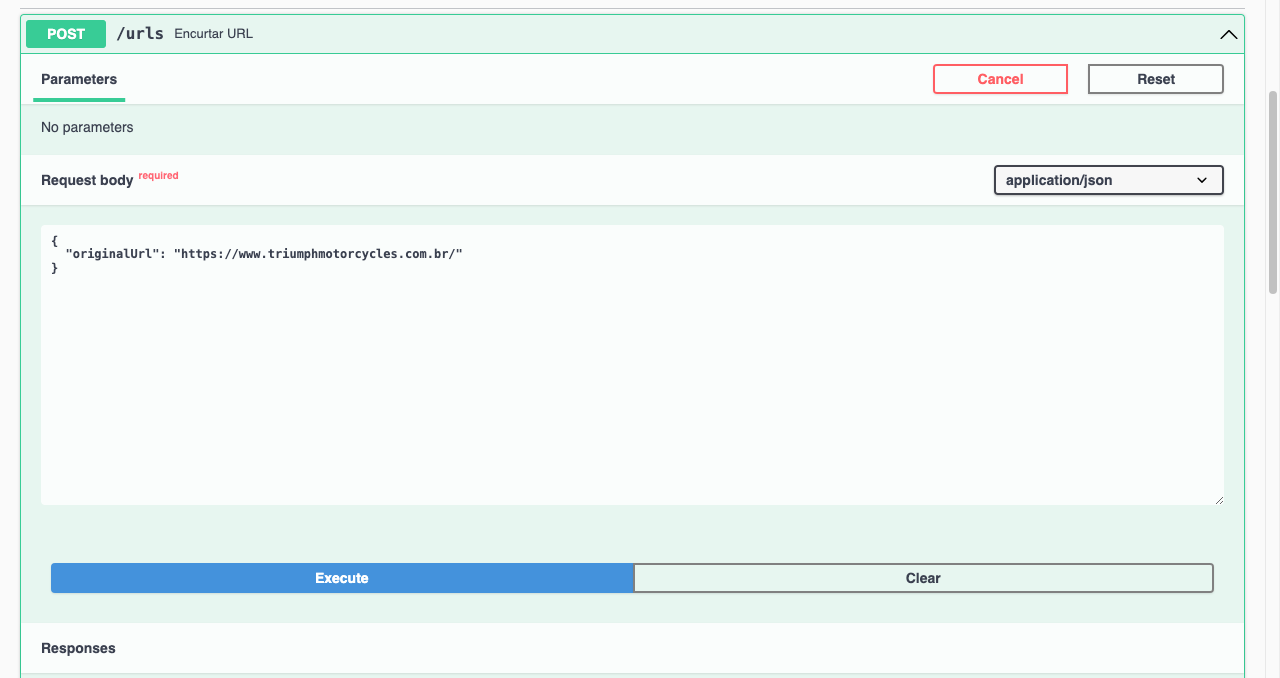 POST /urls Encurtar URL
Parameters
Cancel
Reset
No parameters
Request body required
application/json
{
  "originalUrl": "https://www.triumphmotorcycles.com.br/"
}
Execute
Clear
Responses